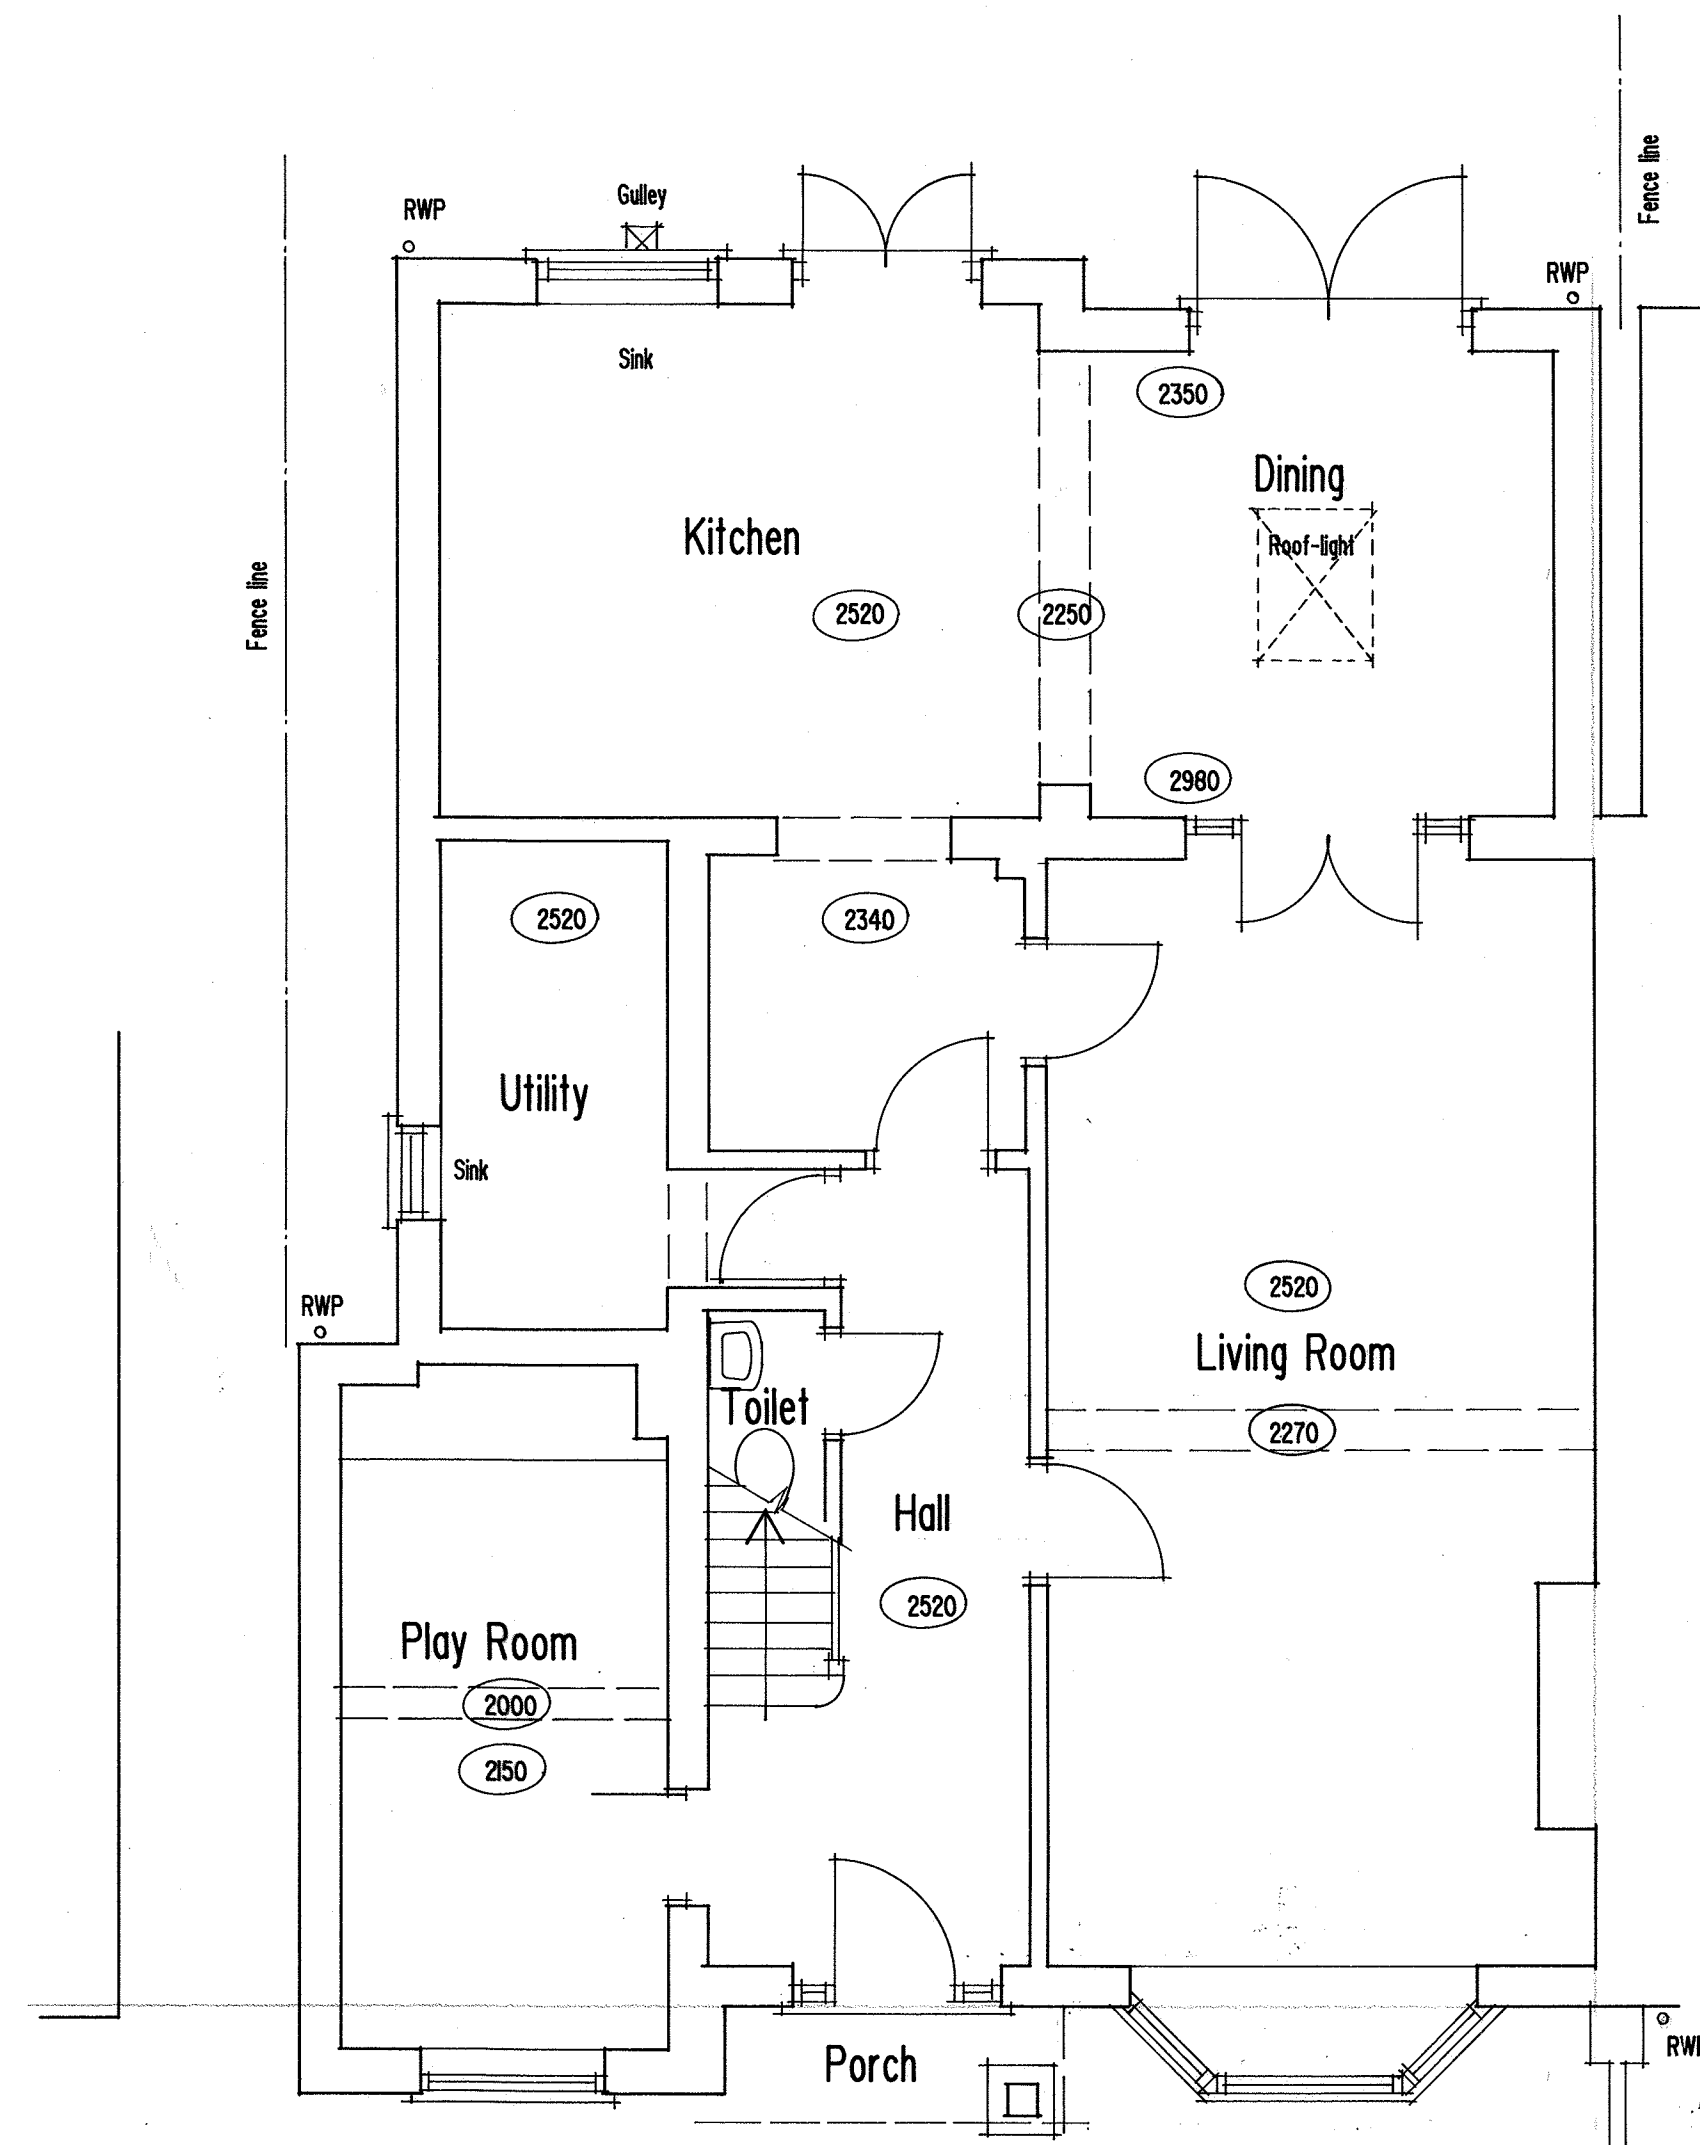 Fence line
Gulley
RWP
RWP
Sink
2350
Dining
Roof-light
Kitchen
2520
2250
Fence line
2980
2520
2340
Utility
Sink
2520
RWP
Living Room
2270
Toilet
Hall
2520
Play Room
2000
2150
Porch
RW